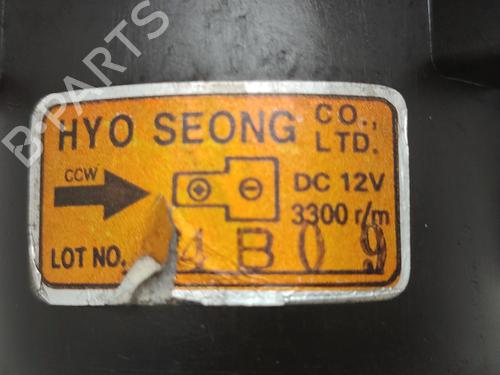 HYO SEONG CO., LTD.
CCW
DC 12V
3300 r/m
LOT NO. 4B09
B-PARTS